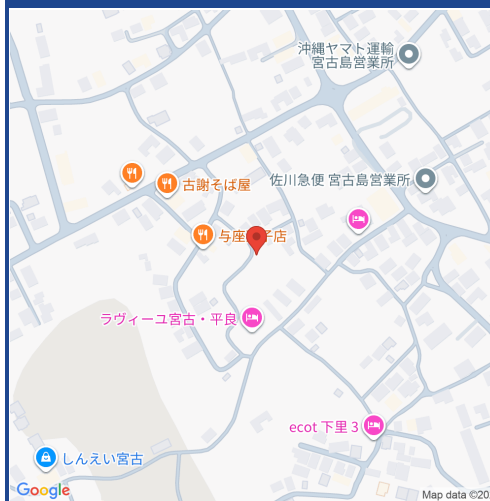 沖縄ヤマト運輸
宮古島営業所
古謝そば屋
佐川急便 宮古島営業所
与座 子店
ラヴィーユ宮古・平良
ecot 下里 3
しんえい宮古
Google
Map data ©20